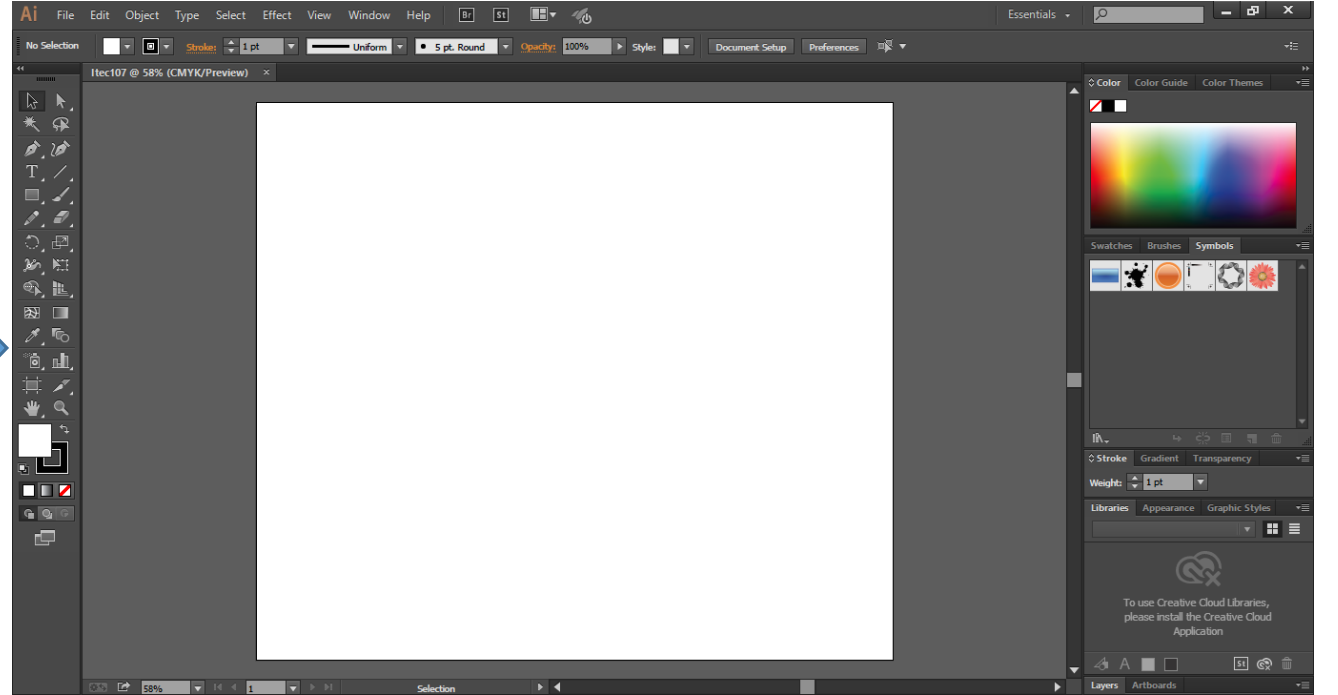 Ai File Edit Object Type Select Effect View Window Help Br St Essentials
No Selection Stroke: 1 pt Uniform 5 pt. Round Opacity: 100% Style: Document Setup Preferences
Itec107 @ 58% (CMYK/Preview) ×
Color Color Guide Color Themes
Swatches Brushes Symbols
Stroke Gradient Transparency
Weight: 1 pt
Libraries Appearance Graphic Styles
To use Creative Cloud Libraries,
please install the Creative Cloud
Application
St
Layers Artboards
58% 1 Selection